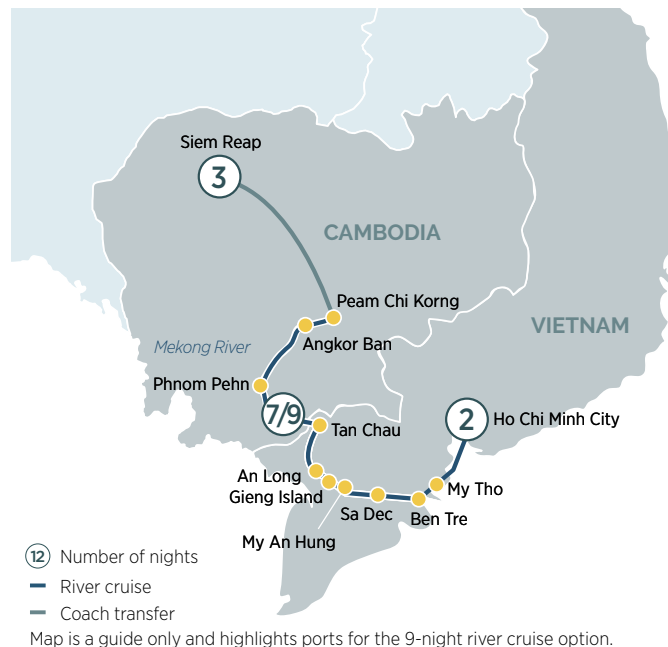 Siem Reap
3
CAMBODIA
Peam Chi Korng
VIETNAM
Angkor Ban
Mekong River
Phnom Pehn
7/9
2
Ho Chi Minh City
Tan Chau
An Long
Gieng Island
My Tho
Sa Dec
Ben Tre
My An Hung
12 Number of nights
River cruise
Coach transfer
Map is a guide only and highlights ports for the 9-night river cruise option.